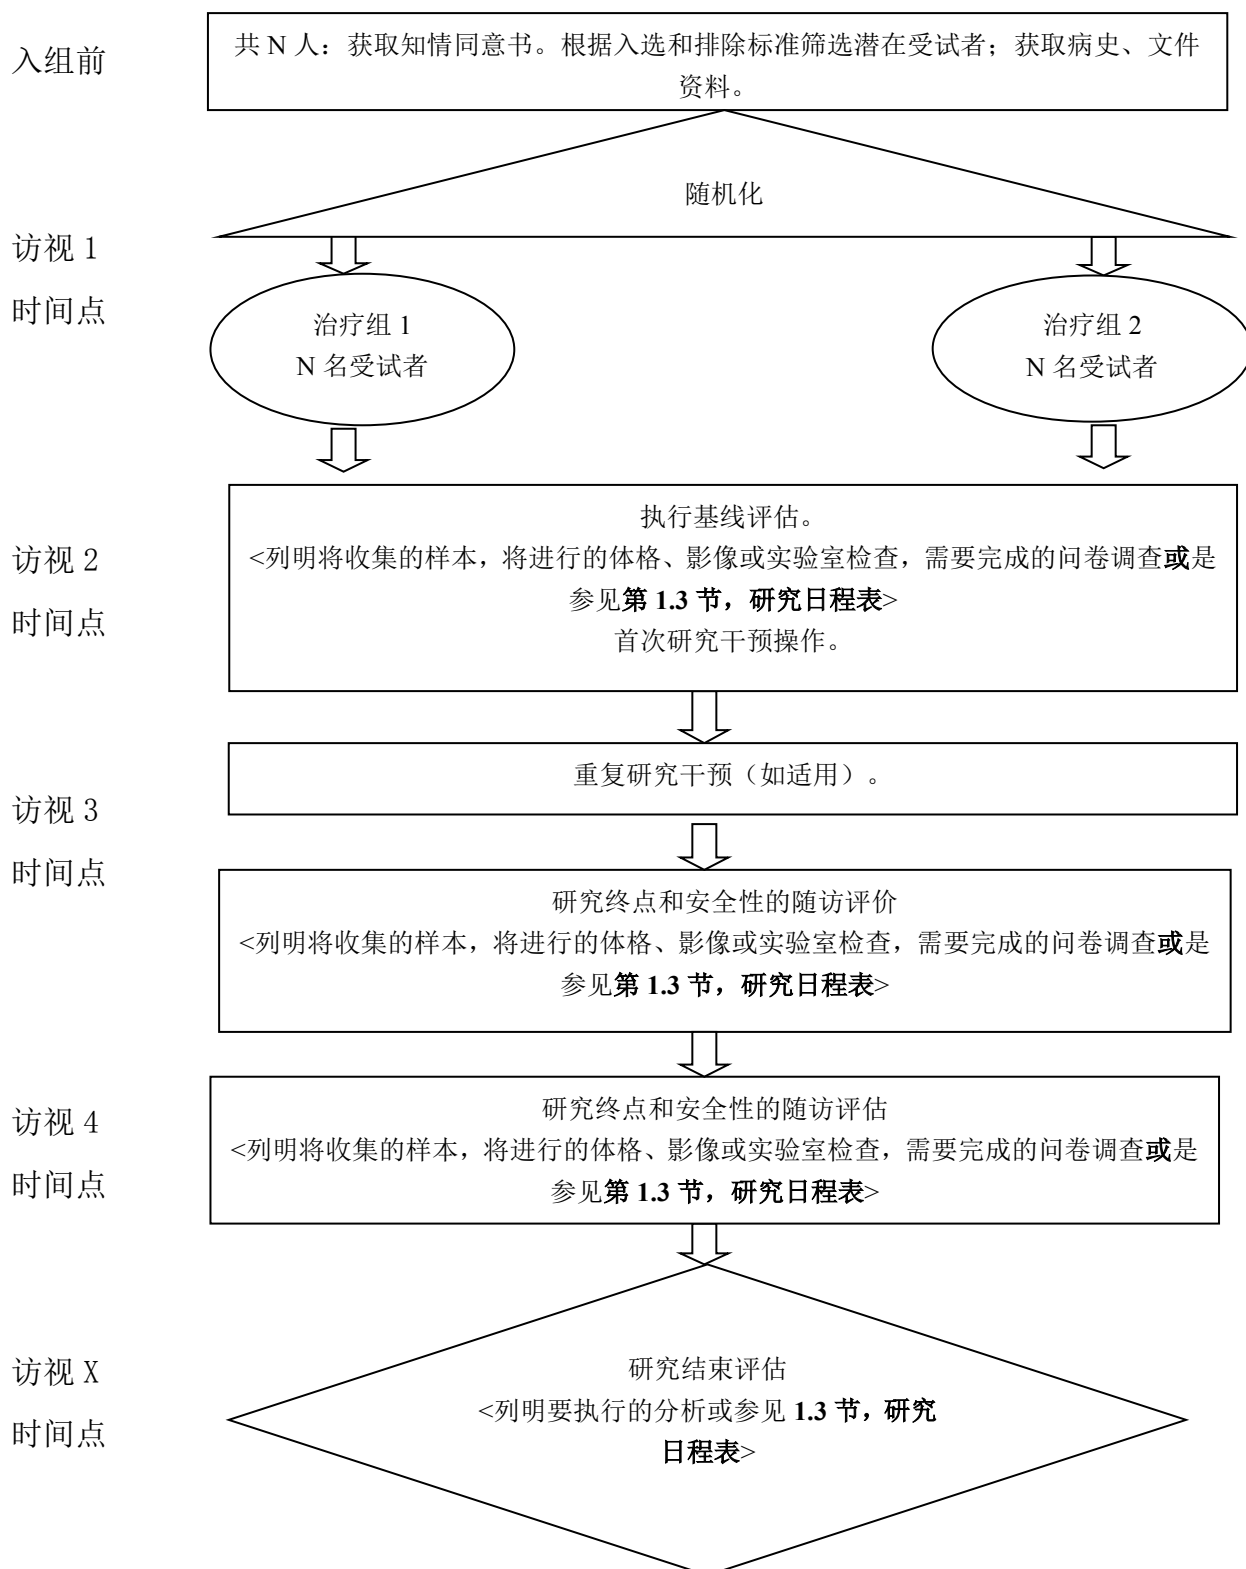 入组前
共 N 人：获取知情同意书。根据入选和排除标准筛选潜在受试者；获取病史、文件
资料。
随机化
访视 1
时间点
治疗组 1
N 名受试者
治疗组 2
N 名受试者
访视 2
时间点
执行基线评估。
<列明将收集的样本，将进行的体格、影像或实验室检查，需要完成的问卷调查或是
参见第 1.3 节，研究日程表>
首次研究干预操作。
访视 3
时间点
重复研究干预（如适用）。
研究终点和安全性的随访评价
<列明将收集的样本，将进行的体格、影像或实验室检查，需要完成的问卷调查或是
参见第 1.3 节，研究日程表>
访视 4
时间点
研究终点和安全性的随访评估
<列明将收集的样本，将进行的体格、影像或实验室检查，需要完成的问卷调查或是
参见第 1.3 节，研究日程表>
访视 X
时间点
研究结束评估
<列明要执行的分析或参见 1.3 节，研究
日程表>